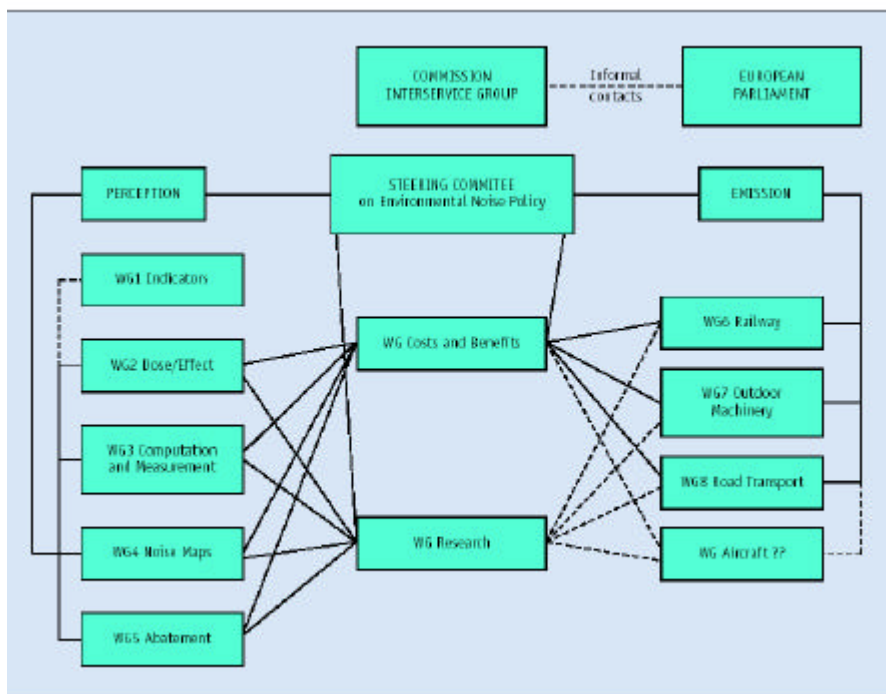 COMMISSION
INTERSERVICE GROUP
Informal
contacts
EUROPEAN
PARLIAMENT
PERCEPTION
STEERING COMMITEE
on Environmental Noise Policy
EMISSION
WG1 Indicators
WG2 Dose/Effect
WG3 Computation
and Measurement
WG4 Noise Maps
WG5 Abatement
WG Costs and Benefits
WG Research
WG6 Railway
WG7 Outdoor
Machinery
WG8 Road Transport
WG Aircraft ??